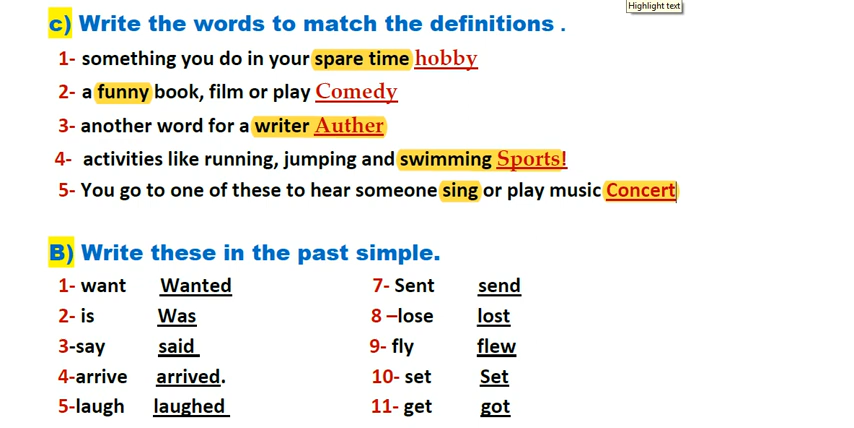 Highlight text
c) Write the words to match the definitions .
1- something you do in your spare time hobby
2- a funny book, film or play Comedy
3- another word for a writer Auther
4- activities like running, jumping and swimming Sports!
5- You go to one of these to hear someone sing or play music Concert
B) Write these in the past simple.
1- want Wanted 7- Sent send
2- is Was 8 –lose lost
3-say said 9- fly flew
4-arrive arrived. 10- set Set
5-laugh laughed 11- get got